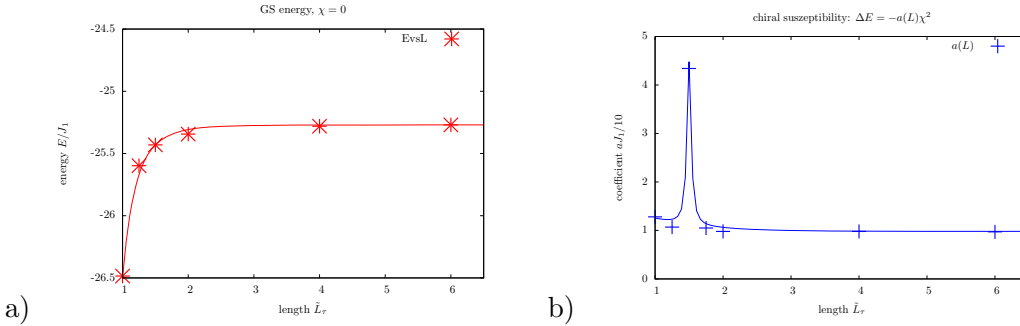 GS energy, χ = 0
-24.5
-25
-25.5
-26
-26.5
energy E/J₁
EvsL
1 2 3 4 5 6
length L̃τ
a)
chiral suszeptibility: ΔE = −a(L)χ²
5
4
3
2
1
0
coefficient aJ₁/10
a(L)
1 2 3 4 5 6
length L̃τ
b)